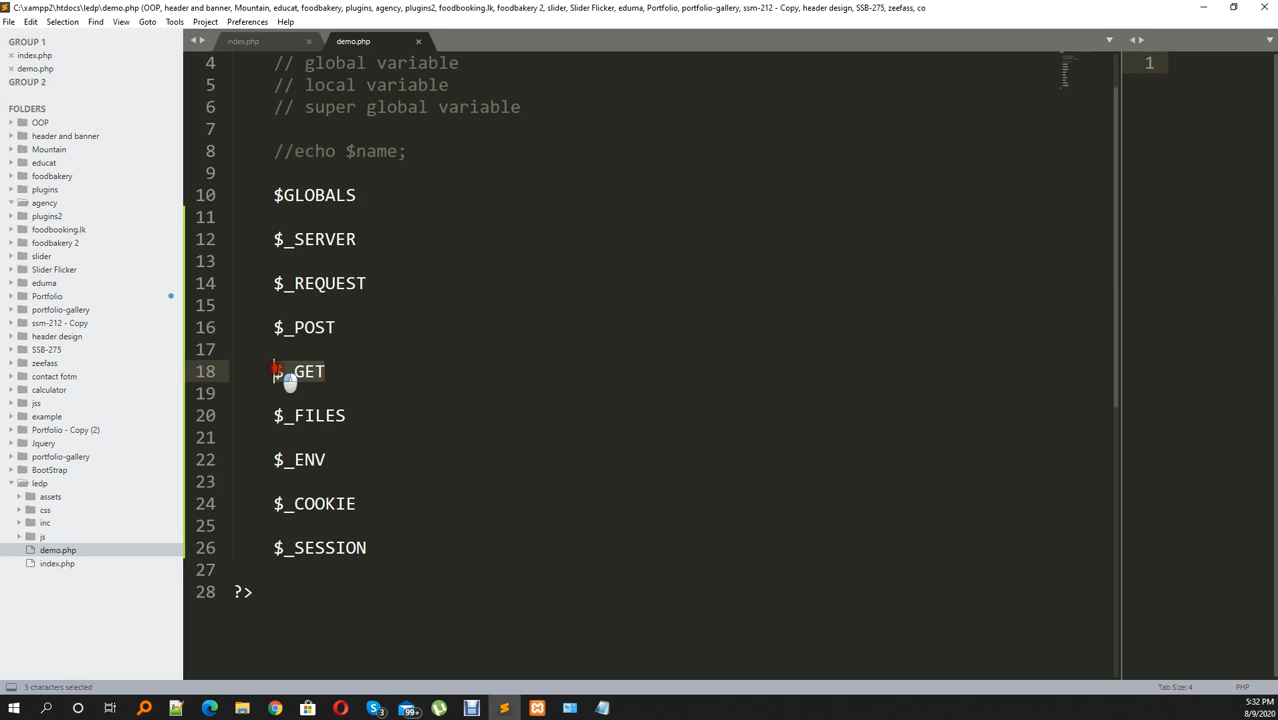 C:\xampp2\htdocs\ledp\demo.php (OOP, header and banner, Mountain, educat, foodbakery, plugins, agency, plugins2, foodbooking.lk, foodbakery 2, slider, Slider Flicker, eduma, Portfolio, portfolio-gallery, ssm-212 - Copy, header design, SSB-275, zeefass, co
File Edit Selection Find View Goto Tools Project Preferences Help
GROUP 1
index.php
demo.php
GROUP 2
FOLDERS
OOP
header and banner
Mountain
educat
foodbakery
plugins
agency
plugins2
foodbooking.lk
foodbakery 2
slider
Slider Flicker
eduma
Portfolio
portfolio-gallery
ssm-212 - Copy
header design
SSB-275
zeefass
contact fotm
calculator
jss
example
Portfolio - Copy (2)
Jquery
portfolio-gallery
BootStrap
ledp
assets
css
inc
js
demo.php
index.php
index.php demo.php
4 // global variable
5 // local variable
6 // super global variable
7
8 //echo $name;
9
10 $GLOBALS
11
12 $_SERVER
13
14 $_REQUEST
15
16 $_POST
17
18 $_GET
19
20 $_FILES
21
22 $_ENV
23
24 $_COOKIE
25
26 $_SESSION
27
28 ?>
1
5 characters selected
Tab Size: 4 PHP
3
99+
5:32 PM
8/9/2020